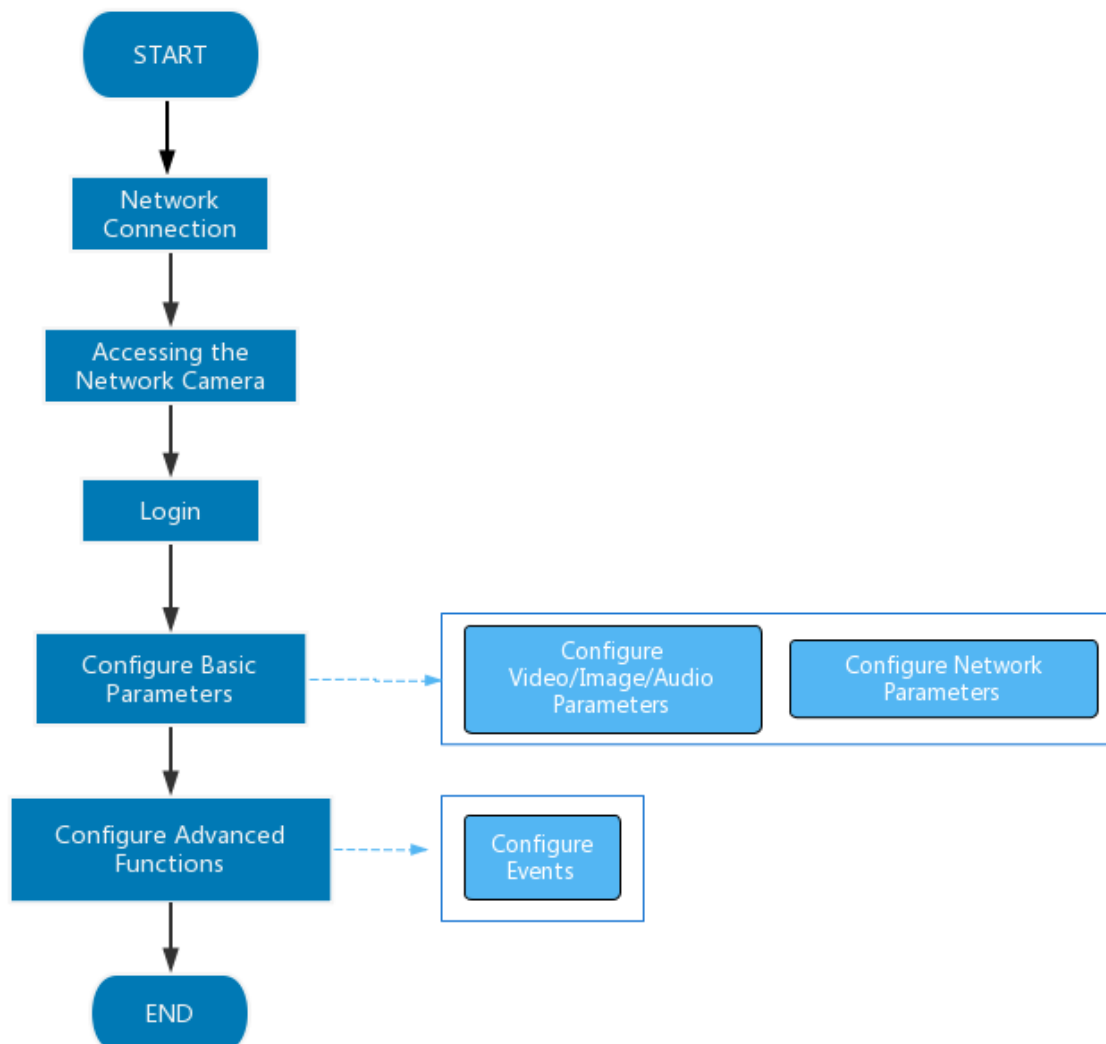 START
Network
Connection
Accessing the
Network Camera
Login
Configure Basic
Parameters
Configure
Video/Image/Audio
Parameters
Configure Network
Parameters
Configure Advanced
Functions
Configure
Events
END